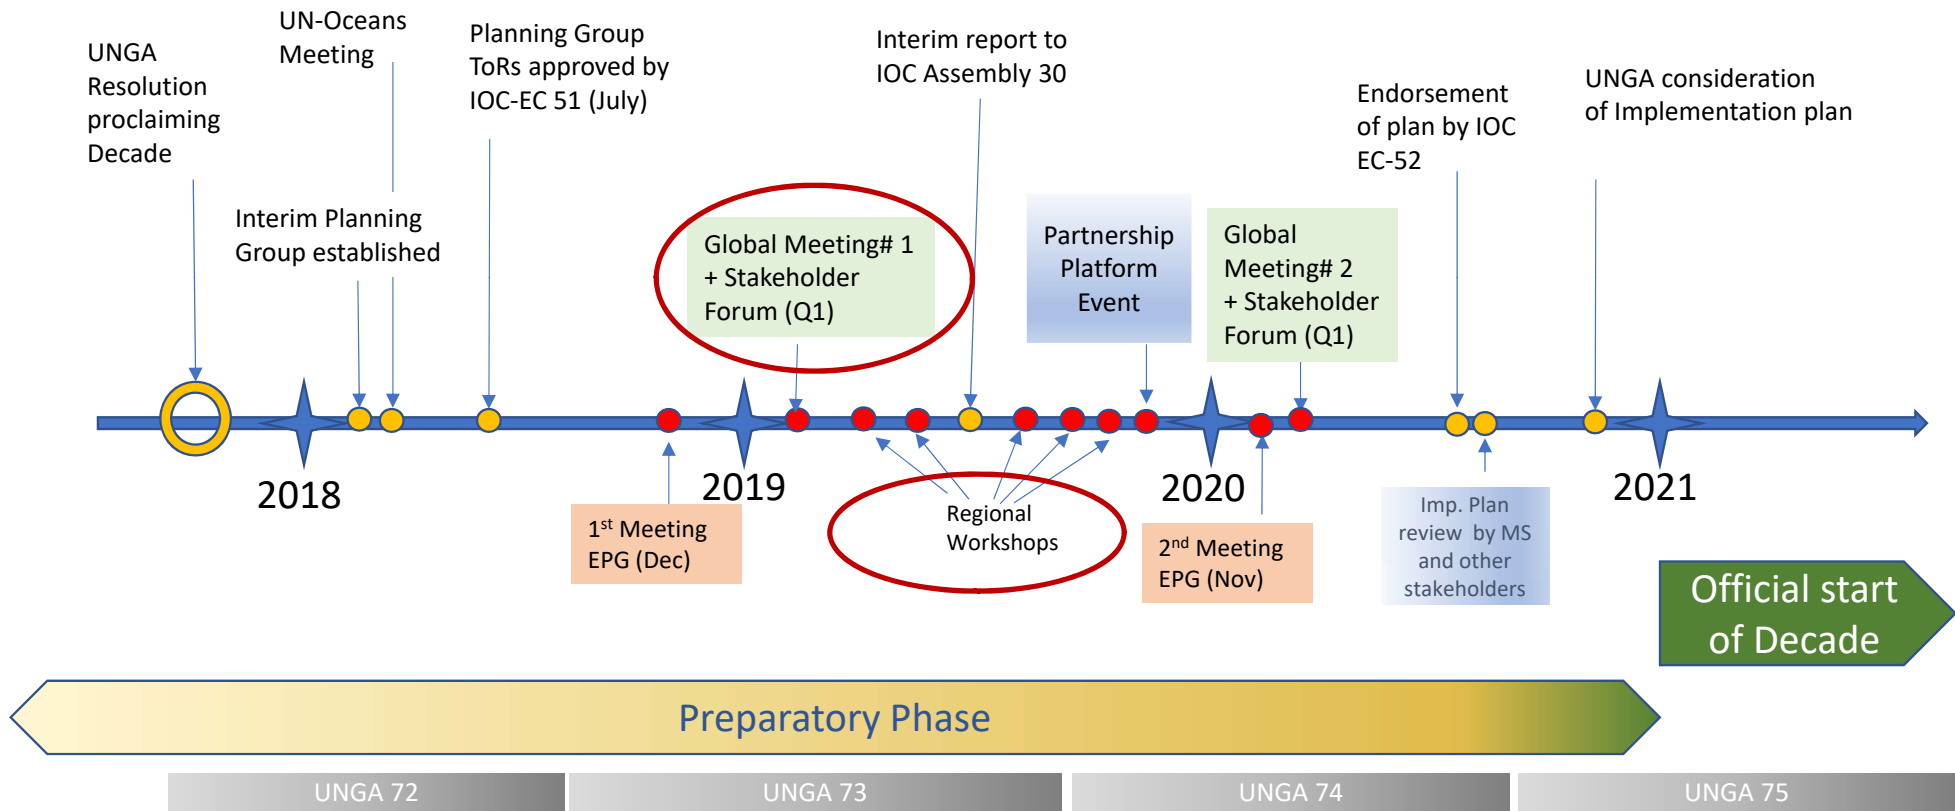 UNGA
Resolution
proclaiming
Decade
UN-Oceans
Meeting
Interim Planning
Group established
Planning Group
ToRs approved by
IOC-EC 51 (July)
Global Meeting# 1
+ Stakeholder
Forum (Q1)
Interim report to
IOC Assembly 30
Partnership
Platform
Event
Global
Meeting# 2
+ Stakeholder
Forum (Q1)
Endorsement
of plan by IOC
EC-52
UNGA consideration
of Implementation plan
2018
2019
2020
2021
1st Meeting
EPG (Dec)
Regional
Workshops
2nd Meeting
EPG (Nov)
Imp. Plan
review by MS
and other
stakeholders
Official start
of Decade
Preparatory Phase
UNGA 72
UNGA 73
UNGA 74
UNGA 75